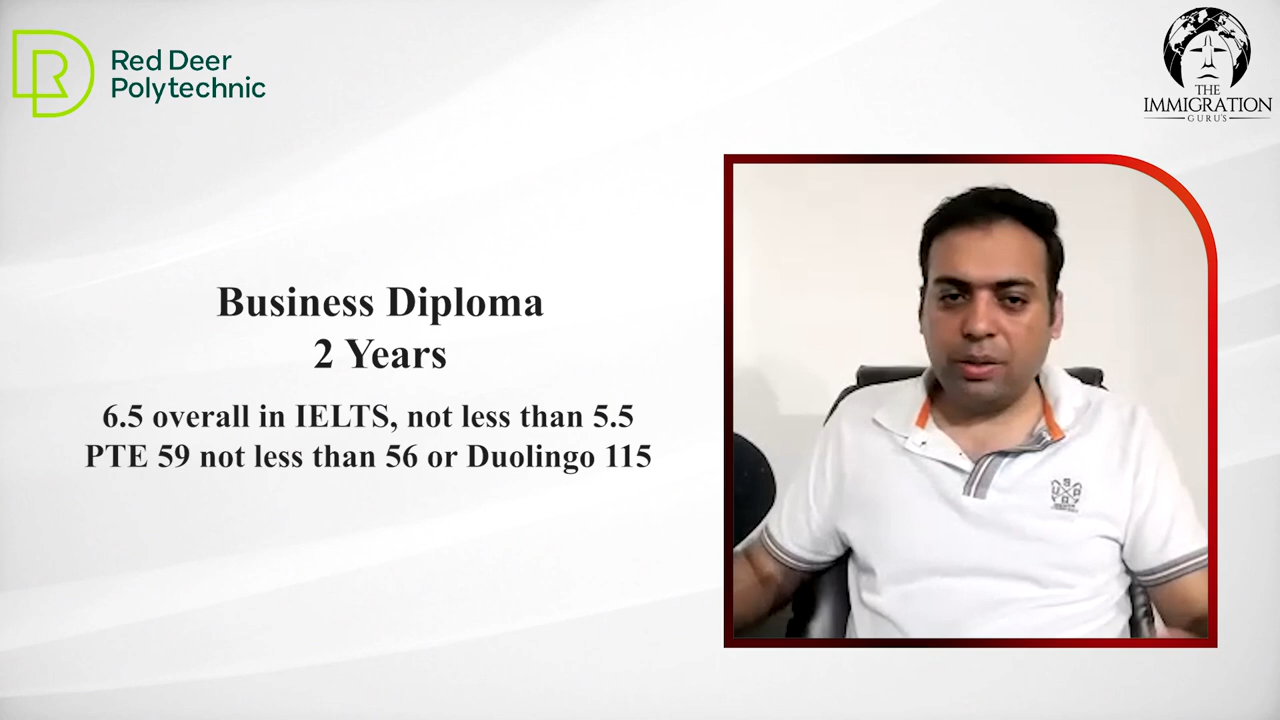 Red Deer
Polytechnic
THE
IMMIGRATION
GURU'S
Business Diploma
2 Years
6.5 overall in IELTS, not less than 5.5
PTE 59 not less than 56 or Duolingo 115